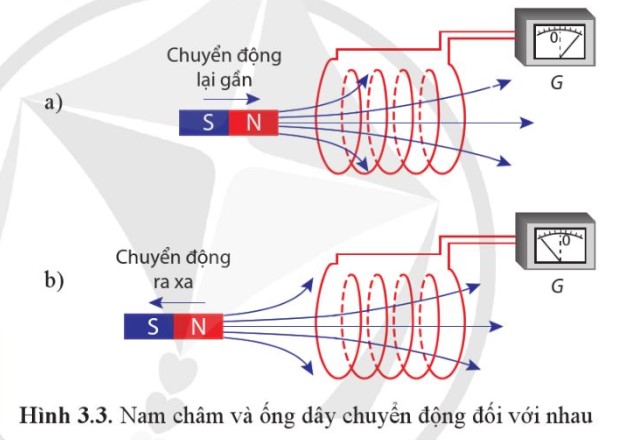 Chuyển động
lại gần
a)
S N
0
G
Chuyển động
ra xa
b)
S N
0
G
Hình 3.3. Nam châm và ống dây chuyển động đối với nhau